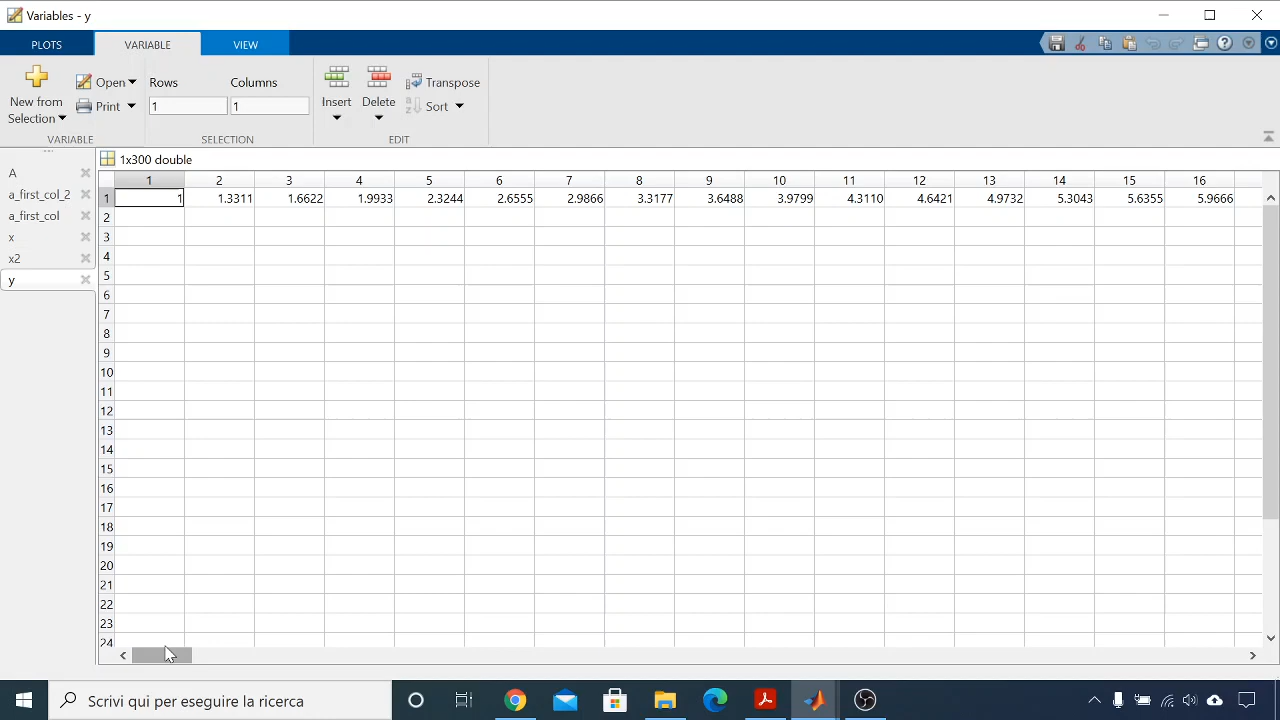 Variables - y
PLOTS VARIABLE VIEW
New from Selection
Open
Print
Rows Columns
1 1
Insert
Delete
Transpose
Sort
VARIABLE SELECTION EDIT
A
a_first_col_2
a_first_col
x
x2
y
1x300 double
1 2 3 4 5 6 7 8 9 10 11 12 13 14 15 16
1 1 1.3311 1.6622 1.9933 2.3244 2.6555 2.9866 3.3177 3.6488 3.9799 4.3110 4.6421 4.9732 5.3043 5.6355 5.9666
2
3
4
5
6
7
8
9
10
11
12
13
14
15
16
17
18
19
20
21
22
23
24
Scrivi qui per eseguire la ricerca